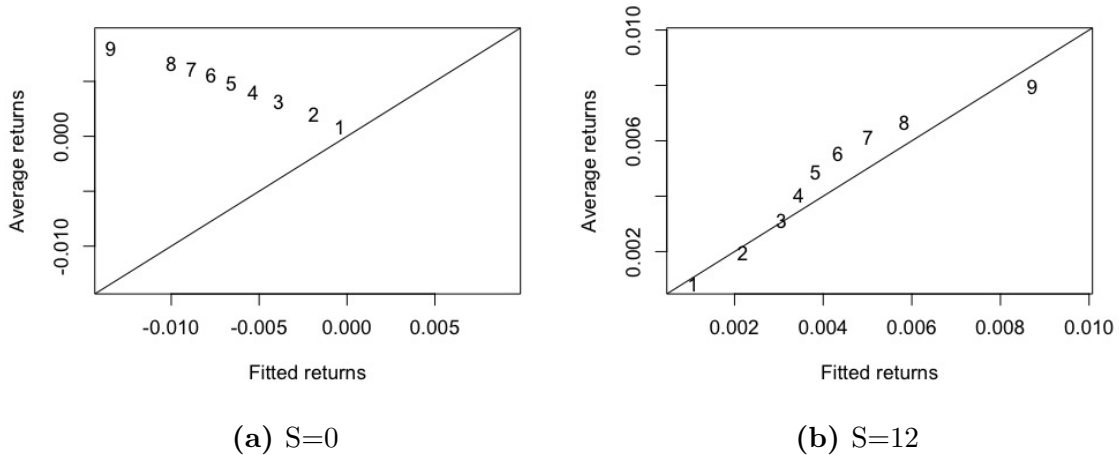 Average returns
0.000
-0.010
9
8
7
6
5
4
3
2
1
-0.010 -0.005 0.000 0.005
Fitted returns
(a) S=0
Average returns
0.010
0.006
0.002
9
8
7
6
5
4
3
2
1
0.002 0.004 0.006 0.008 0.010
Fitted returns
(b) S=12